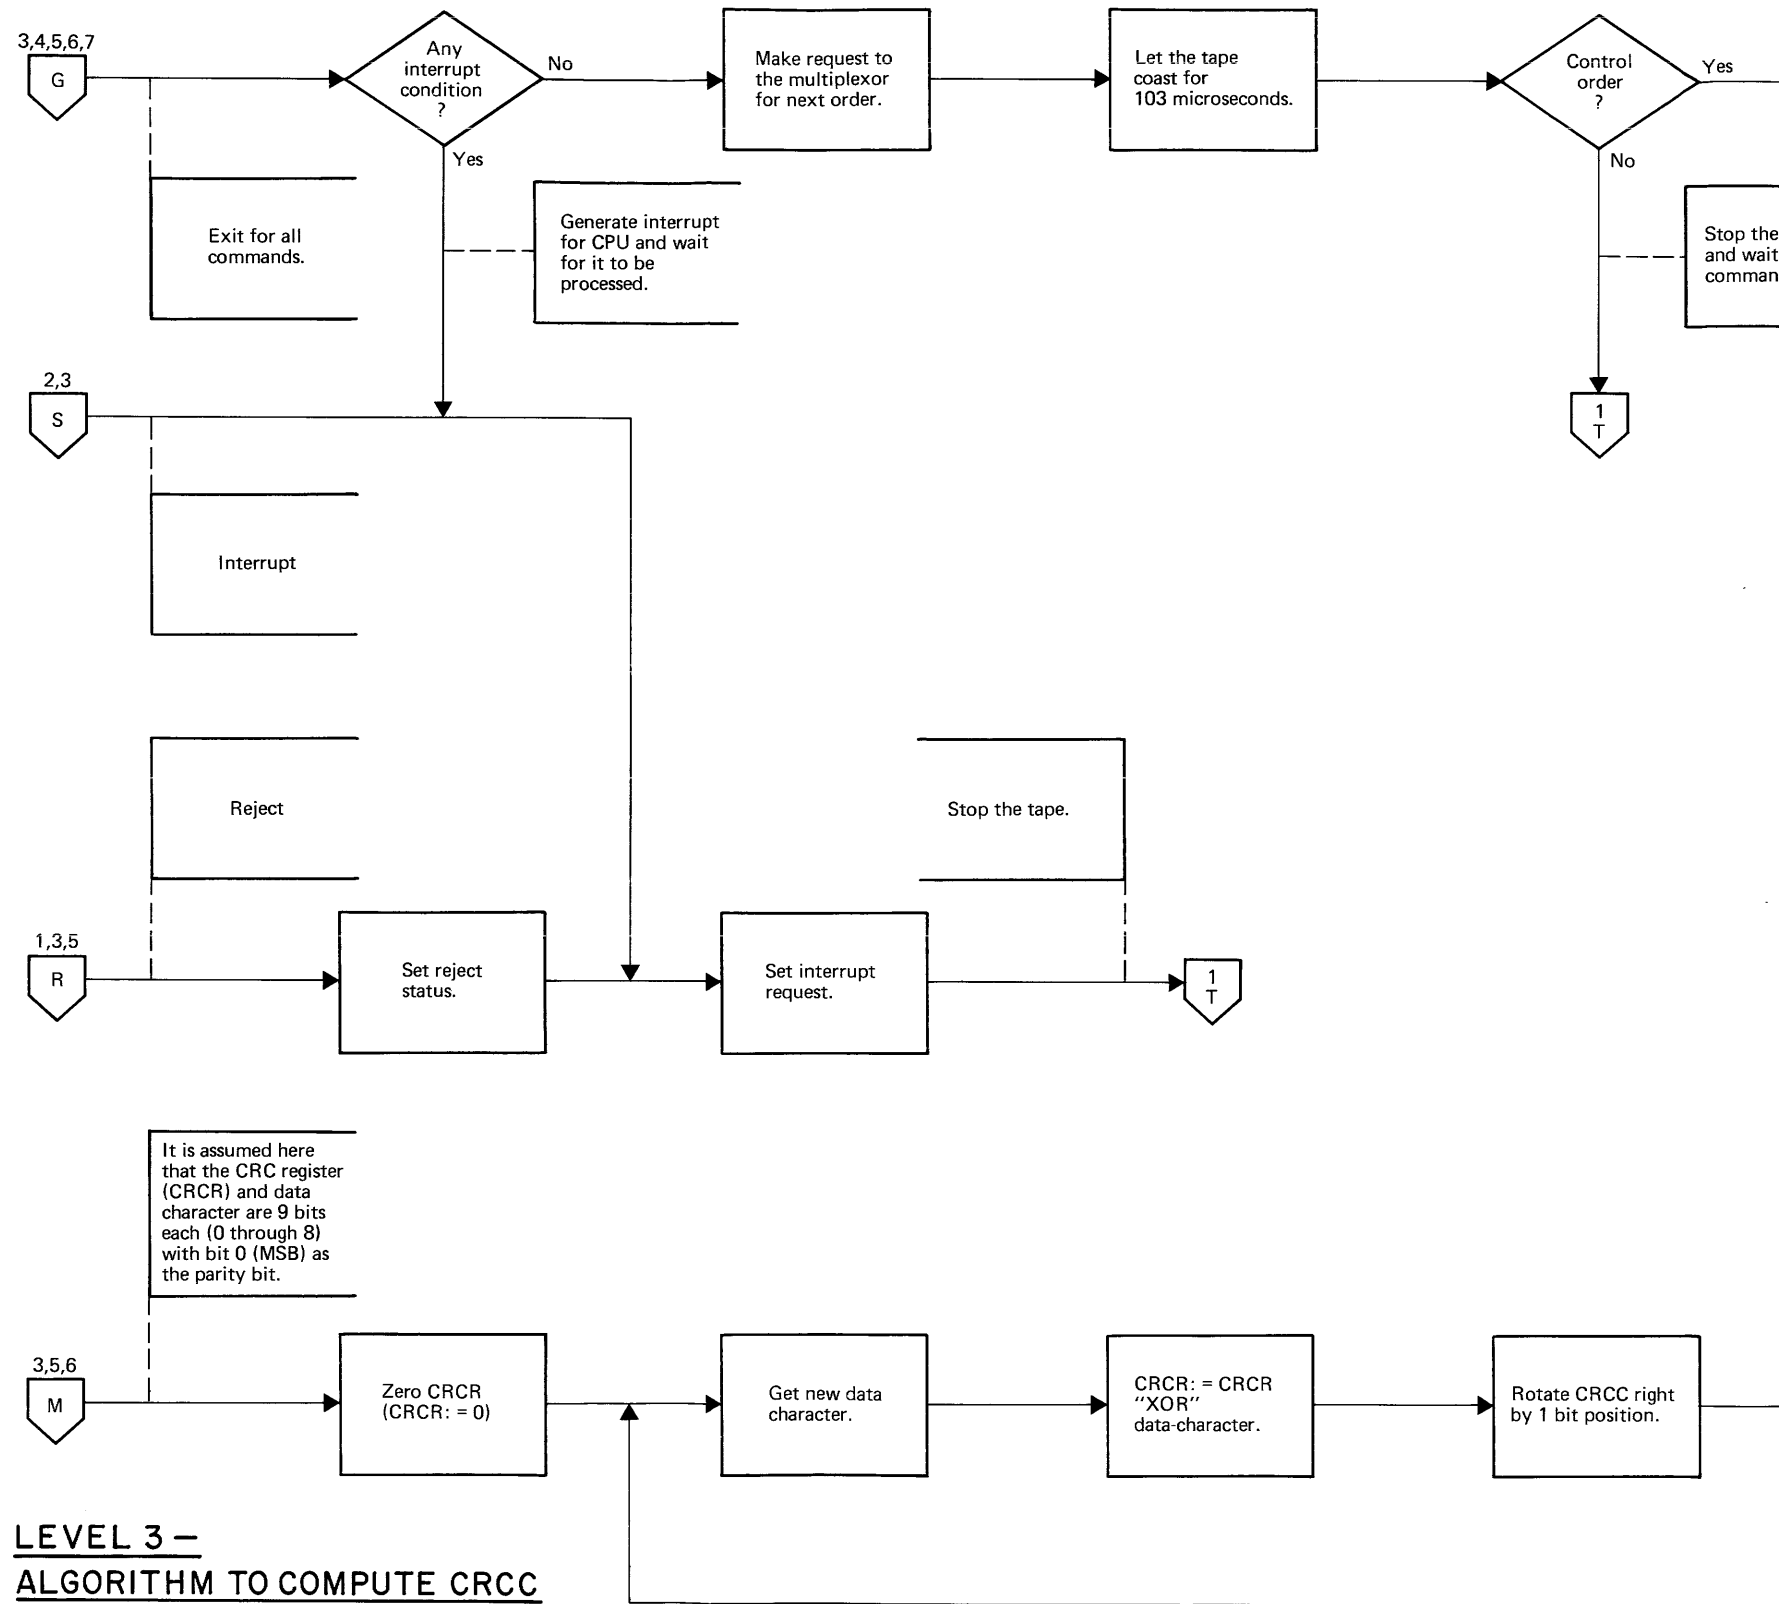 3,4,5,6,7
G
Any
interrupt
condition
?
No
Yes
Make request to
the multiplexor
for next order.
Let the tape
coast for
103 microseconds.
Control
order
?
Yes
No
Exit for all
commands.
Generate interrupt
for CPU and wait
for it to be
processed.
Stop the
and wait
comman
2,3
S
1
T
Interrupt
Reject
Stop the tape.
1,3,5
R
Set reject
status.
Set interrupt
request.
1
T
It is assumed here
that the CRC register
(CRCR) and data
character are 9 bits
each (0 through 8)
with bit 0 (MSB) as
the parity bit.
3,5,6
M
Zero CRCR
(CRCR: = 0)
Get new data
character.
CRCR: = CRCR
"XOR"
data-character.
Rotate CRCC right
by 1 bit position.
LEVEL 3 –
ALGORITHM TO COMPUTE CRCC